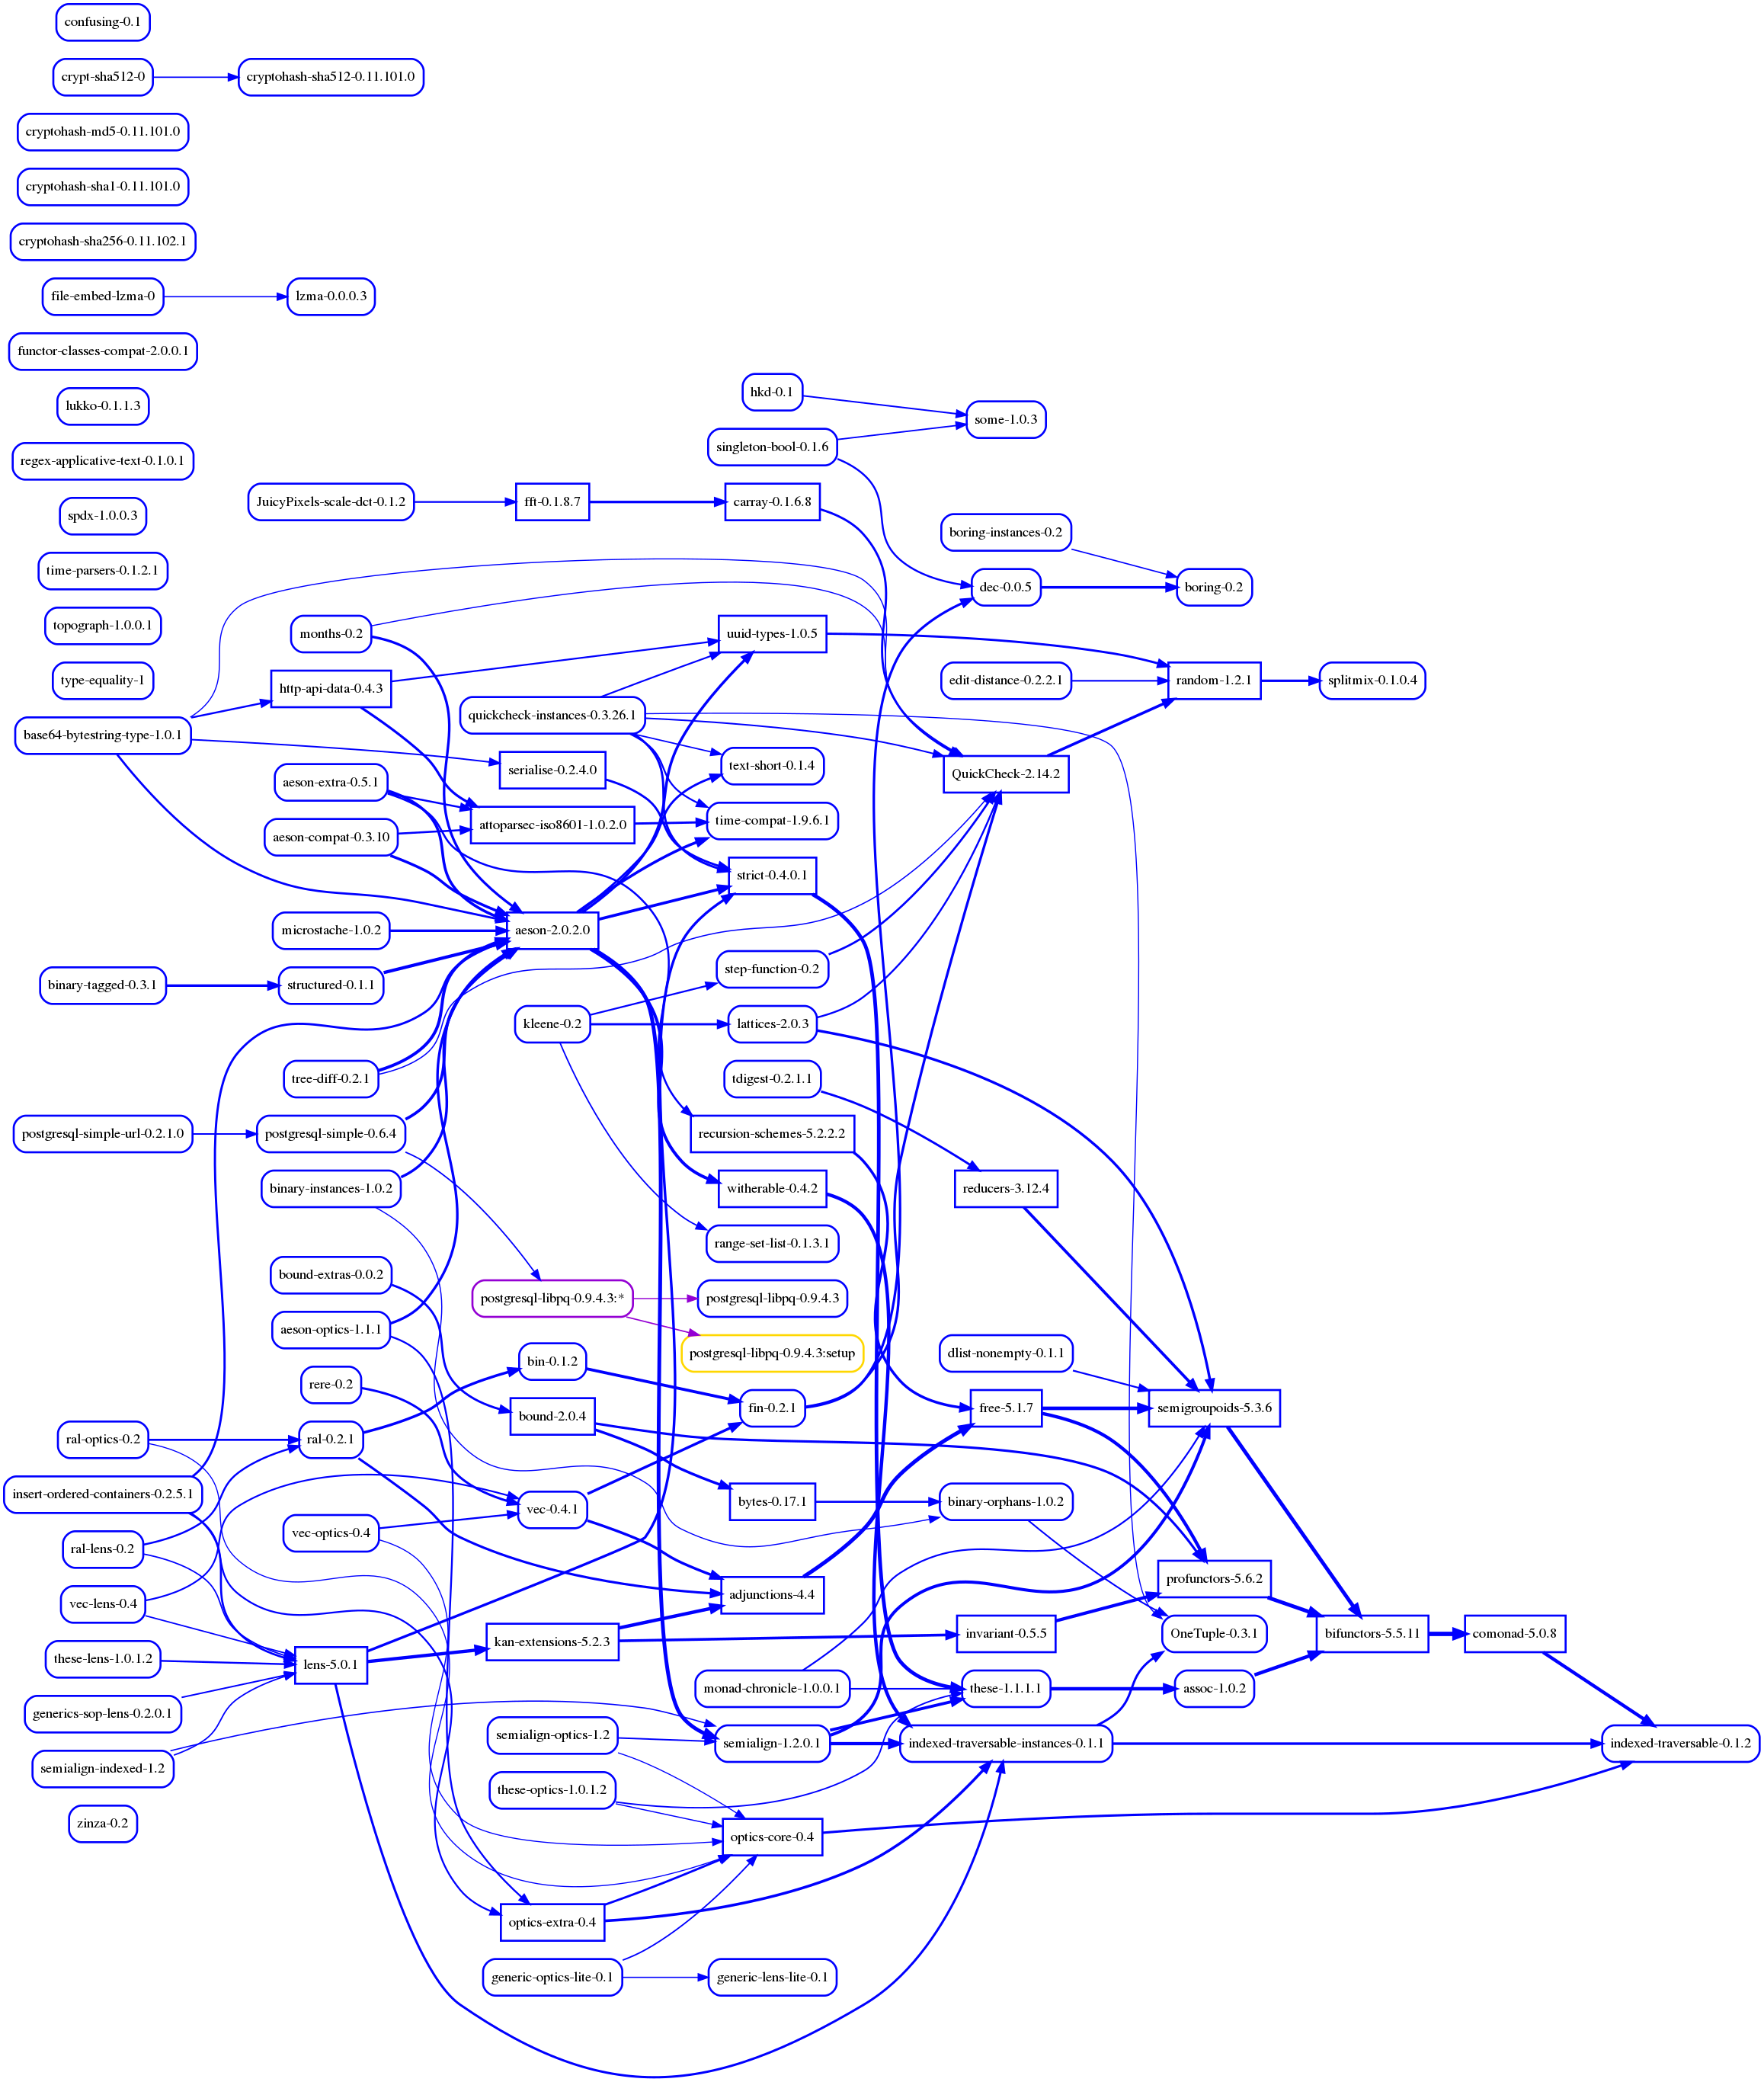 confusing-0.1
crypt-sha512-0
cryptohash-sha512-0.11.101.0
cryptohash-md5-0.11.101.0
cryptohash-sha1-0.11.101.0
cryptohash-sha256-0.11.102.1
file-embed-lzma-0
lzma-0.0.0.3
functor-classes-compat-2.0.0.1
hkd-0.1
lukko-0.1.1.3
some-1.0.3
singleton-bool-0.1.6
regex-applicative-text-0.1.0.1
JuicyPixels-scale-dct-0.1.2
fft-0.1.8.7
carray-0.1.6.8
spdx-1.0.0.3
boring-instances-0.2
time-parsers-0.1.2.1
dec-0.0.5
boring-0.2
topograph-1.0.0.1
months-0.2
uuid-types-1.0.5
type-equality-1
http-api-data-0.4.3
edit-distance-0.2.2.1
random-1.2.1
splitmix-0.1.0.4
quickcheck-instances-0.3.26.1
base64-bytestring-type-1.0.1
serialise-0.2.4.0
text-short-0.1.4
QuickCheck-2.14.2
aeson-extra-0.5.1
attoparsec-iso8601-1.0.2.0
time-compat-1.9.6.1
aeson-compat-0.3.10
strict-0.4.0.1
microstache-1.0.2
aeson-2.0.2.0
step-function-0.2
binary-tagged-0.3.1
structured-0.1.1
kleene-0.2
lattices-2.0.3
tree-diff-0.2.1
tdigest-0.2.1.1
postgresql-simple-url-0.2.1.0
postgresql-simple-0.6.4
recursion-schemes-5.2.2.2
binary-instances-1.0.2
witherable-0.4.2
reducers-3.12.4
range-set-list-0.1.3.1
bound-extras-0.0.2
postgresql-libpq-0.9.4.3:*
postgresql-libpq-0.9.4.3
aeson-optics-1.1.1
postgresql-libpq-0.9.4.3:setup
dlist-nonempty-0.1.1
bin-0.1.2
rere-0.2
bound-2.0.4
fin-0.2.1
free-5.1.7
semigroupoids-5.3.6
ral-optics-0.2
ral-0.2.1
insert-ordered-containers-0.2.5.1
bytes-0.17.1
binary-orphans-1.0.2
vec-0.4.1
vec-optics-0.4
ral-lens-0.2
profunctors-5.6.2
adjunctions-4.4
vec-lens-0.4
kan-extensions-5.2.3
invariant-0.5.5
OneTuple-0.3.1
bifunctors-5.5.11
comonad-5.0.8
these-lens-1.0.1.2
lens-5.0.1
monad-chronicle-1.0.0.1
these-1.1.1.1
assoc-1.0.2
generics-sop-lens-0.2.0.1
semialign-optics-1.2
semialign-1.2.0.1
indexed-traversable-instances-0.1.1
indexed-traversable-0.1.2
semialign-indexed-1.2
these-optics-1.0.1.2
zinza-0.2
optics-core-0.4
optics-extra-0.4
generic-optics-lite-0.1
generic-lens-lite-0.1